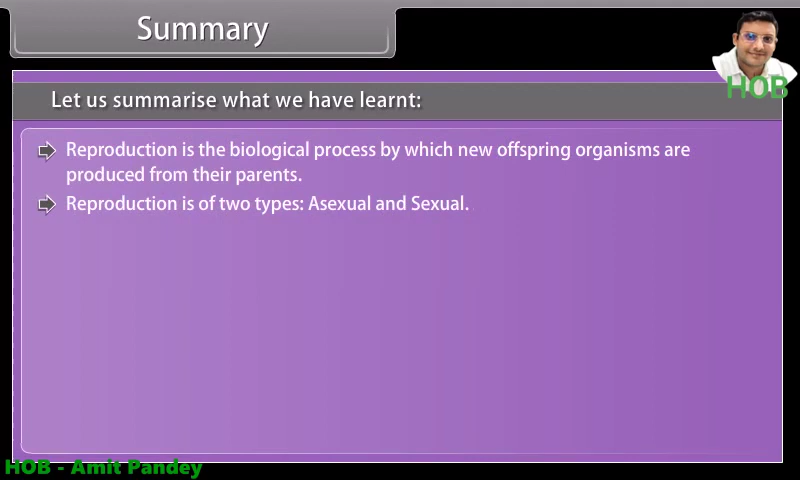 Summary
HOB
Let us summarise what we have learnt:
Reproduction is the biological process by which new offspring organisms are
produced from their parents.
Reproduction is of two types: Asexual and Sexual.
HOB - Amit Pandey